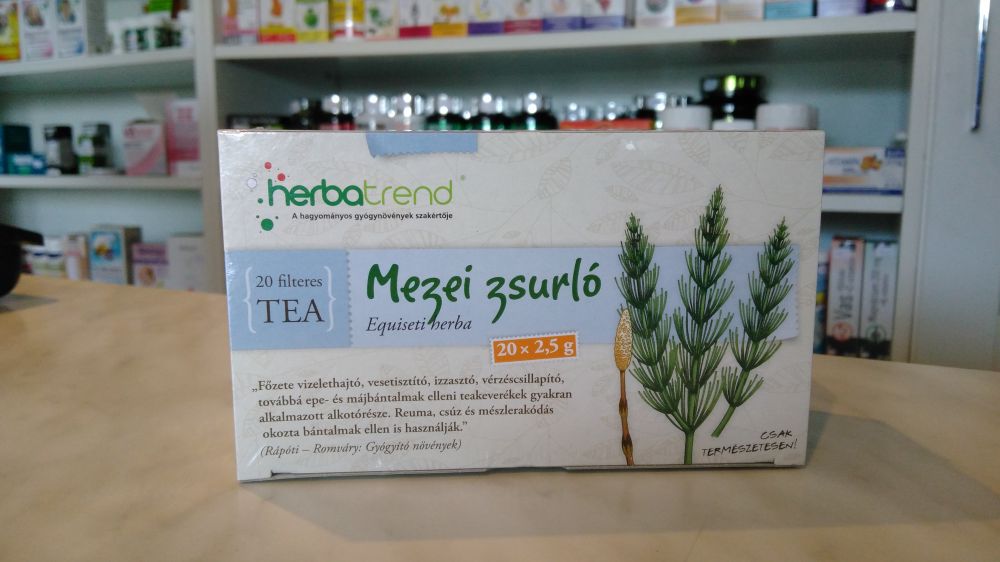 herbatrend®
A hagyományos gyógynövények szakértője
20 filteres
TEA
Mezei zsurló
Equiseti herba
20 x 2,5 g
„Főzete vizelethajtó, vesetisztító, izzasztó, vérzéscsillapító,
továbbá epe- és májbántalmak elleni teakeverékek gyakran
alkalmazott alkotórésze. Reuma, csúz és mészlerakódás
okozta bántalmak ellen is használják.”
(Rápóti – Romváry: Gyógyító növények)
CSAK
TERMÉSZETESEN!
Vas